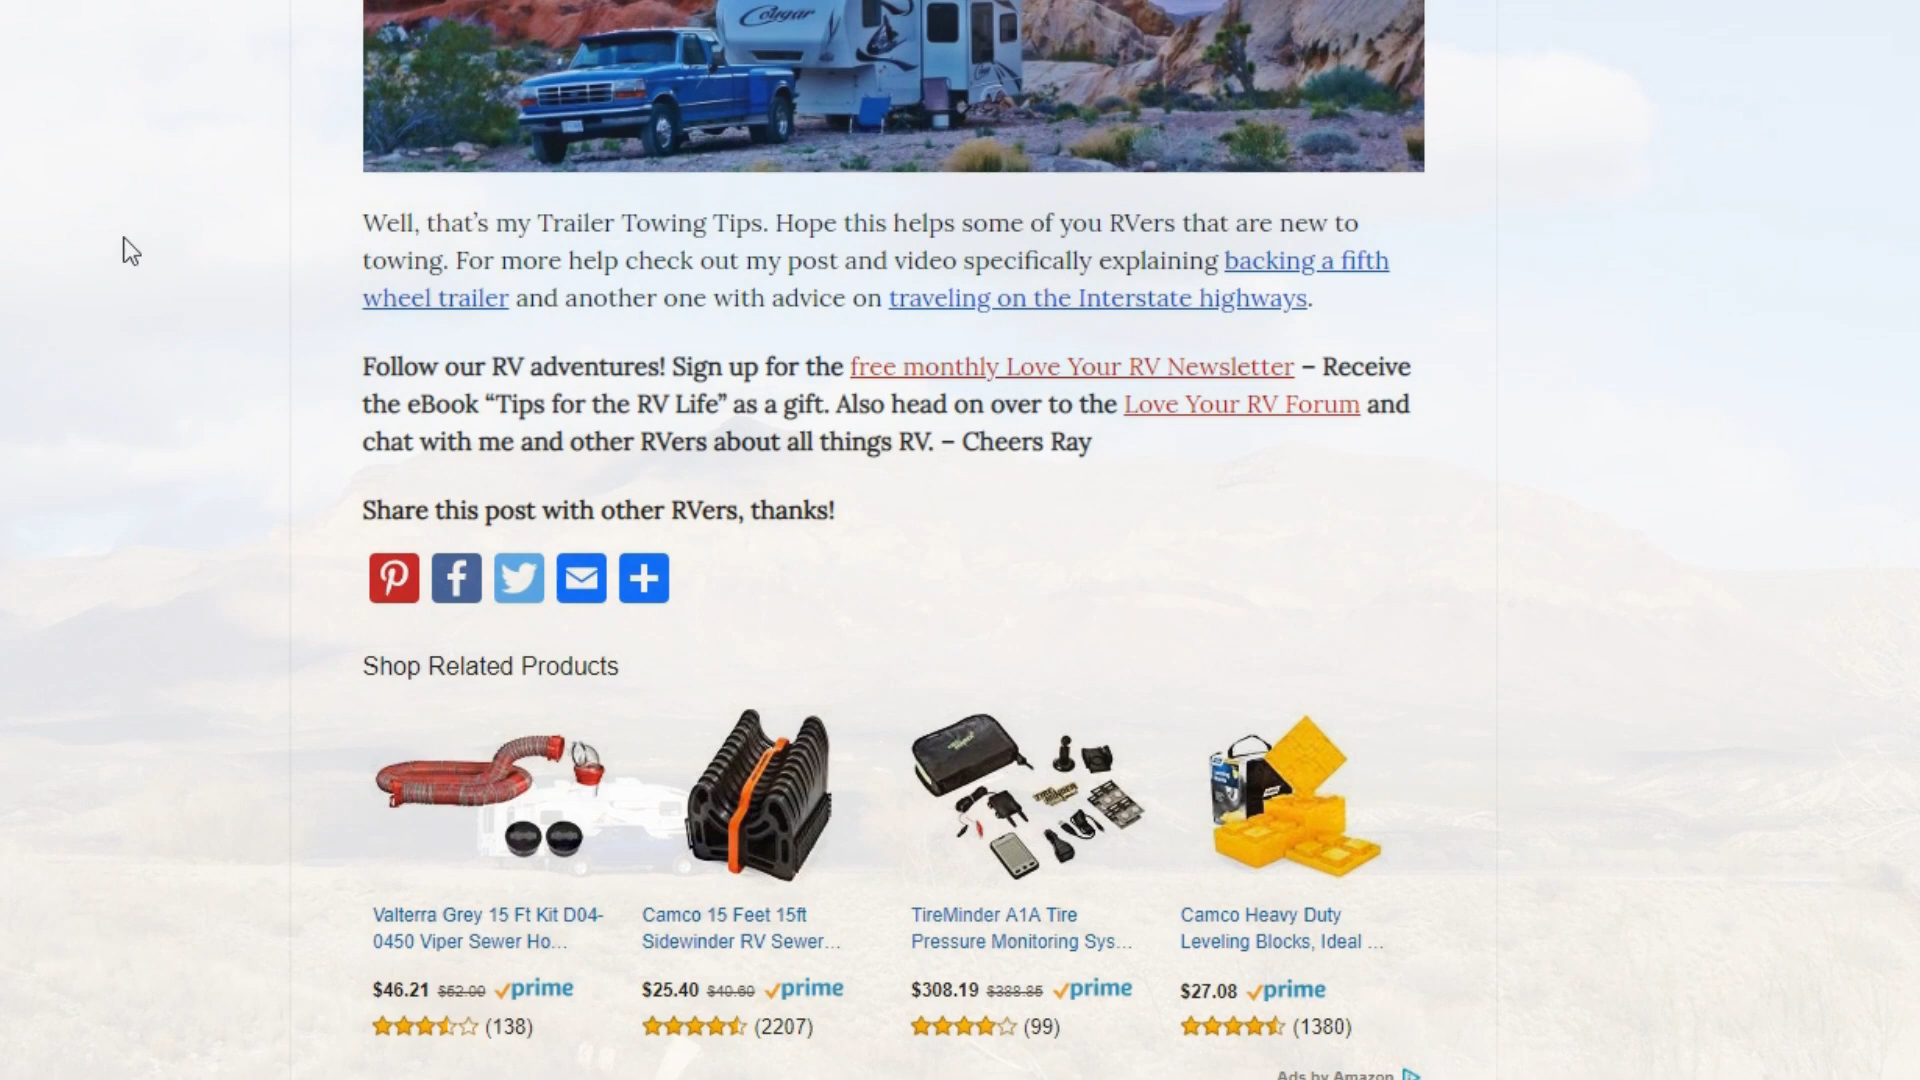 Cougar
Well, that’s my Trailer Towing Tips. Hope this helps some of you RVers that are new to
towing. For more help check out my post and video specifically explaining backing a fifth
wheel trailer and another one with advice on traveling on the Interstate highways.
Follow our RV adventures! Sign up for the free monthly Love Your RV Newsletter – Receive
the eBook “Tips for the RV Life” as a gift. Also head on over to the Love Your RV Forum and
chat with me and other RVers about all things RV. – Cheers Ray
Share this post with other RVers, thanks!
Shop Related Products
Valterra Grey 15 Ft Kit D04-
0450 Viper Sewer Ho...
$46.21 $52.00 prime
(138)
Camco 15 Feet 15ft
Sidewinder RV Sewer...
$25.40 $40.60 prime
(2207)
TireMinder A1A Tire
Pressure Monitoring Sys...
$308.19 $388.85 prime
(99)
Camco Heavy Duty
Leveling Blocks, Ideal ...
$27.08 prime
(1380)
Ads by Amazon